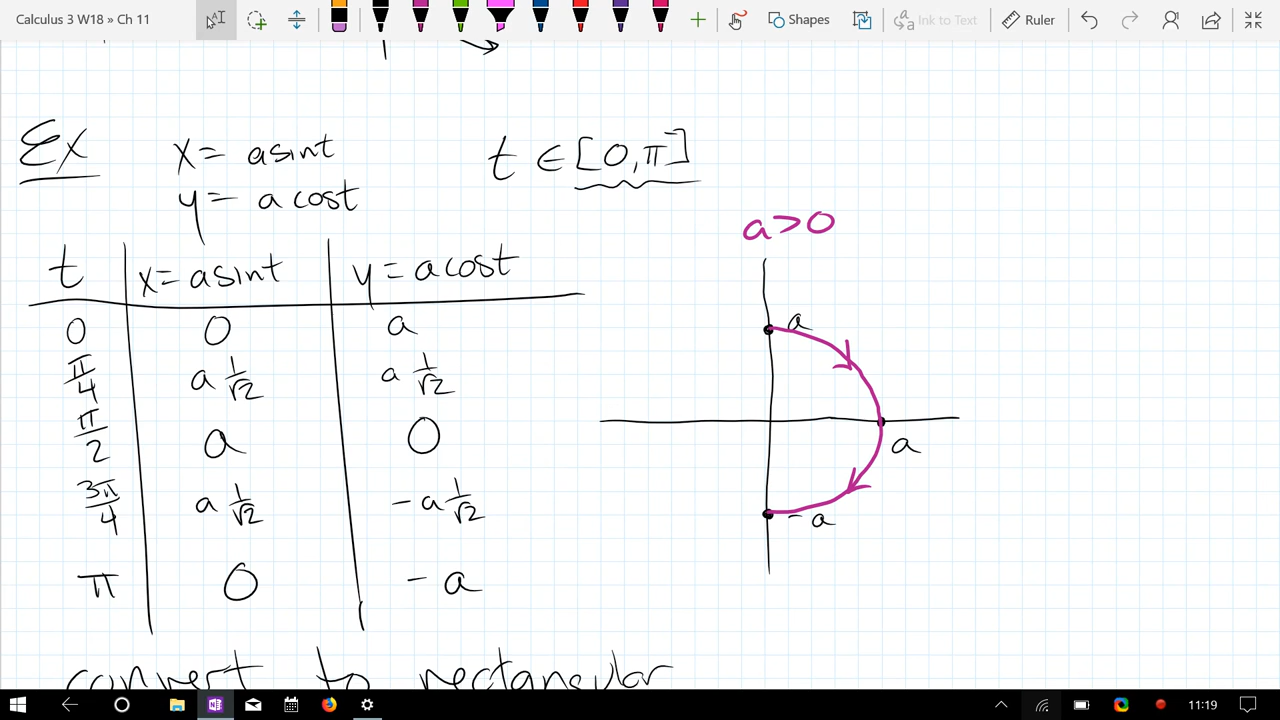 Calculus 3 W18 » Ch 11
Shapes
Ink to Text
Ruler
Ex x = a sin t t ∈ [0, π]
y = a cos t
a > 0
t x = a sin t y = a cos t
0 0 a
π/4 a 1/√2 a 1/√2
π/2 a 0
3π/4 a 1/√2 -a 1/√2
π 0 -a
a
a
-a
convert to rectangular
11:19